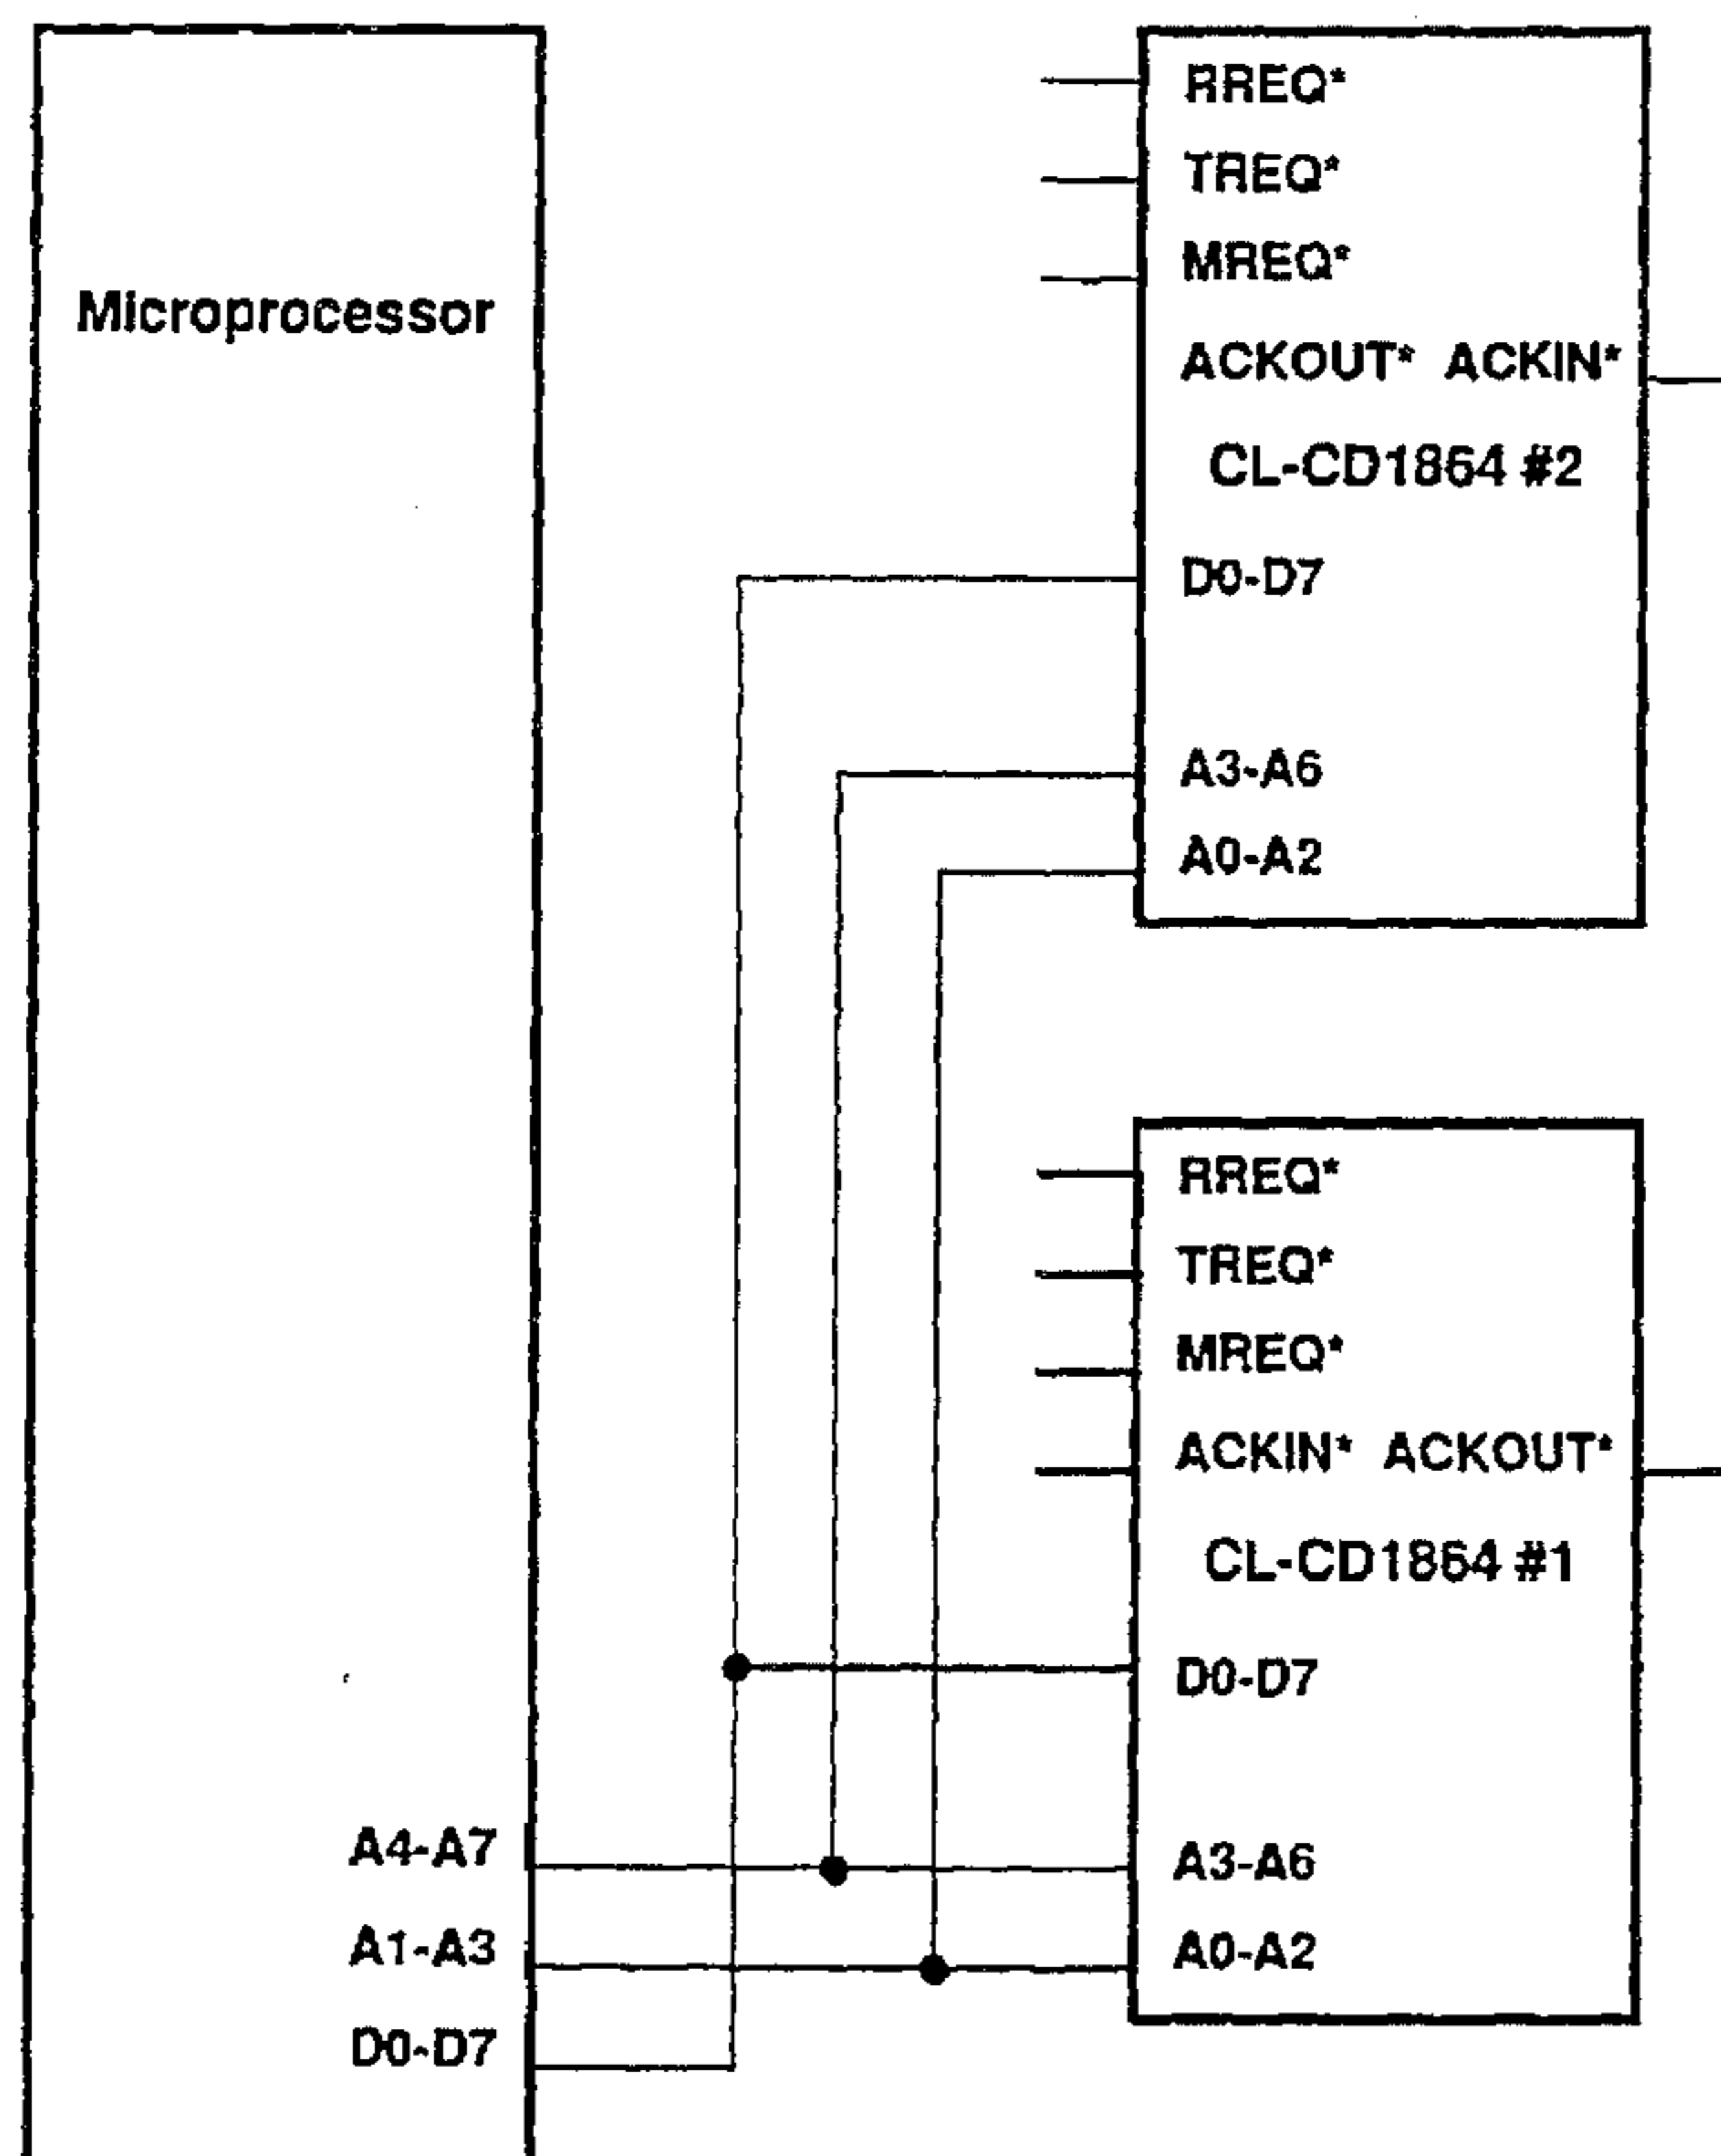 Microprocessor
A4-A7
A1-A3
D0-D7
RREQ*
TREQ*
MREQ*
ACKOUT* ACKIN*
CL-CD1864 #2
D0-D7
A3-A6
A0-A2
RREQ*
TREQ*
MREQ*
ACKIN* ACKOUT*
CL-CD1864 #1
D0-D7
A3-A6
A0-A2